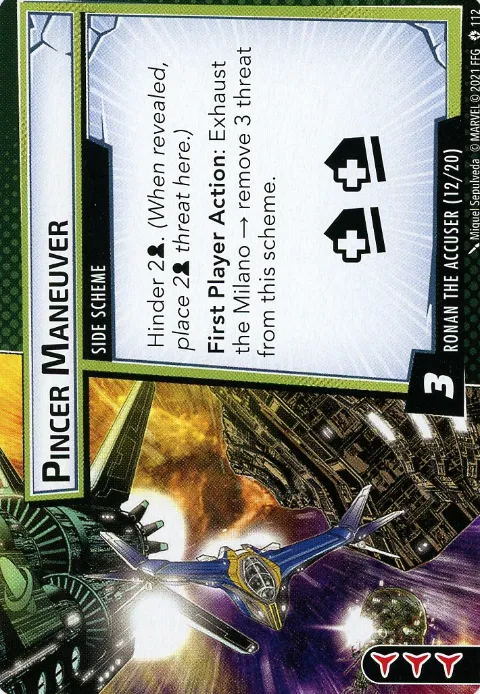 PINCER MANEUVER
SIDE SCHEME
Hinder 2. (When revealed,
place 2 threat here.)
First Player Action: Exhaust
the Milano → remove 3 threat
from this scheme.
3
RONAN THE ACCUSER (12/20)
Miguel Sepulveda © MARVEL © 2021 FFG 112